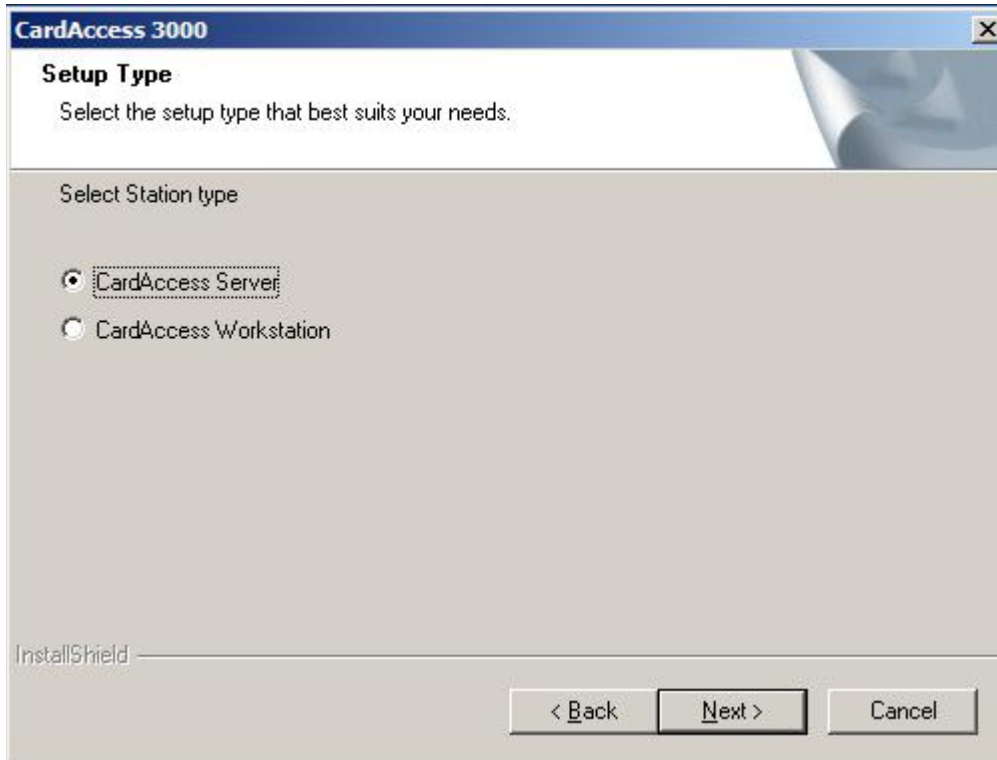 CardAccess 3000
Setup Type
Select the setup type that best suits your needs.
Select Station type
CardAccess Server
CardAccess Workstation
InstallShield
< Back Next > Cancel